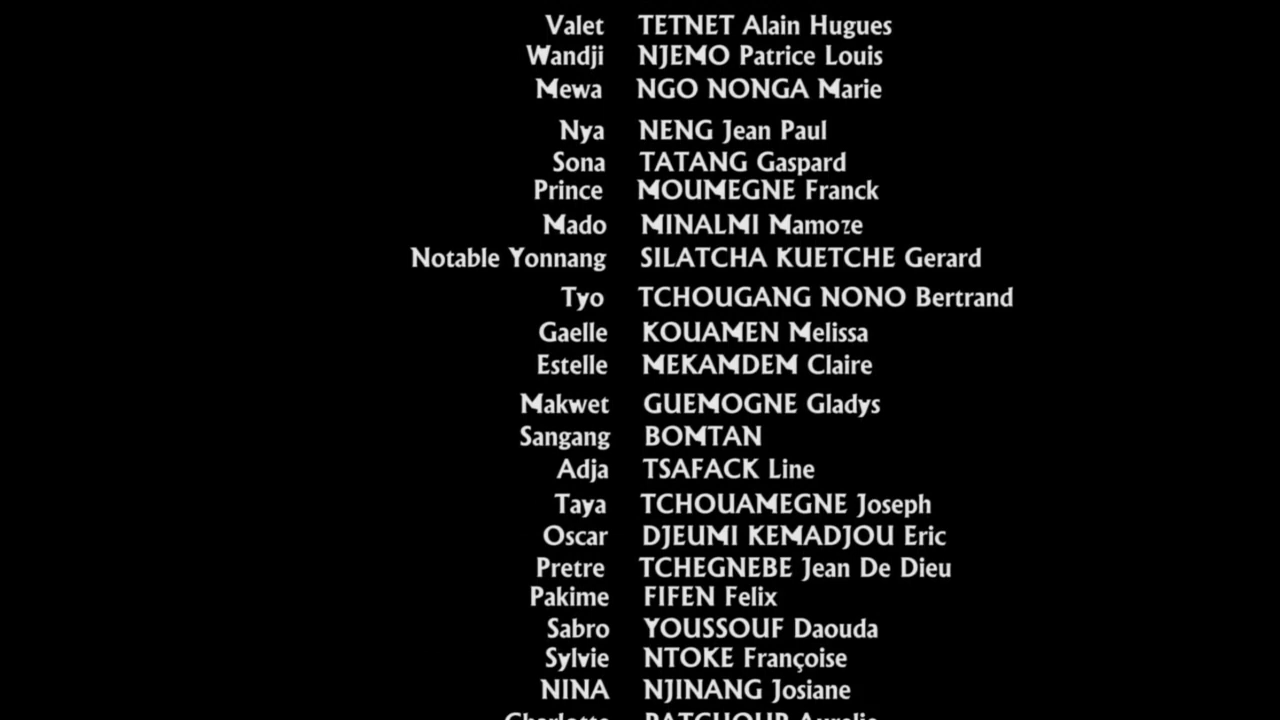 Valet TETNET Alain Hugues
Wandji NJEMO Patrice Louis
Mewa NGO NONGA Marie
Nya NENG Jean Paul
Sona TATANG Gaspard
Prince MOUMEGNE Franck
Mado MINALMI Mamoze
Notable Yonnang SILATCHA KUETCHE Gerard
Tyo TCHOUGANG NONO Bertrand
Gaelle KOUAMEN Melissa
Estelle MEKAMDEM Claire
Makwet GUEMOGNE Gladys
Sangang BOMTAN
Adja TSAFACK Line
Taya TCHOUAMEGNE Joseph
Oscar DJEUMI KEMADJOU Eric
Pretre TCHEGNEBE Jean De Dieu
Pakime FIFEN Felix
Sabro YOUSSOUF Daouda
Sylvie NTOKE Françoise
NINA NJINANG Josiane